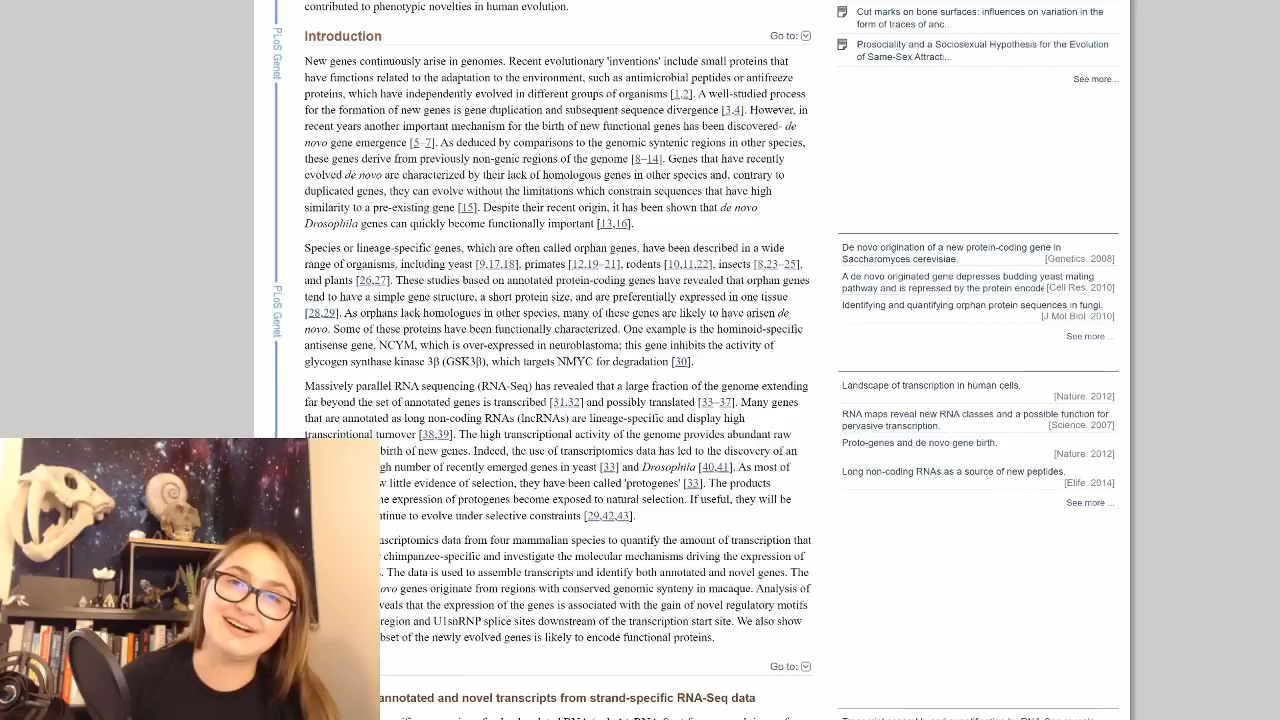 contributed to phenotypic novelties in human evolution.
Introduction
Go to:
New genes continuously arise in genomes. Recent evolutionary 'inventions' include small proteins that
have functions related to the adaptation to the environment, such as antimicrobial peptides or antifreeze
proteins, which have independently evolved in different groups of organisms [1,2]. A well-studied process
for the formation of new genes is gene duplication and subsequent sequence divergence [3,4]. However, in
recent years another important mechanism for the birth of new functional genes has been discovered- de
novo gene emergence [5–7]. As deduced by comparisons to the genomic syntenic regions in other species,
these genes derive from previously non-genic regions of the genome [8–14]. Genes that have recently
evolved de novo are characterized by their lack of homologous genes in other species and, contrary to
duplicated genes, they can evolve without the limitations which constrain sequences that have high
similarity to a pre-existing gene [15]. Despite their recent origin, it has been shown that de novo
Drosophila genes can quickly become functionally important [13,16].
Species or lineage-specific genes, which are often called orphan genes, have been described in a wide
range of organisms, including yeast [9,17,18], primates [12,19–21], rodents [10,11,22], insects [8,23–25],
and plants [26,27]. These studies based on annotated protein-coding genes have revealed that orphan genes
tend to have a simple gene structure, a short protein size, and are preferentially expressed in one tissue
[28,29]. As orphans lack homologues in other species, many of these genes are likely to have arisen de
novo. Some of these proteins have been functionally characterized. One example is the hominoid-specific
antisense gene, NCYM, which is over-expressed in neuroblastoma; this gene inhibits the activity of
glycogen synthase kinase 3β (GSK3β), which targets NMYC for degradation [30].
Massively parallel RNA sequencing (RNA-Seq) has revealed that a large fraction of the genome extending
far beyond the set of annotated genes is transcribed [31,32] and possibly translated [33–37]. Many genes
that are annotated as long non-coding RNAs (lncRNAs) are lineage-specific and display high
transcriptional turnover [38,39]. The high transcriptional activity of the genome provides abundant raw
birth of new genes. Indeed, the use of transcriptomics data has led to the discovery of an
gh number of recently emerged genes in yeast [33] and Drosophila [40,41]. As most of
w little evidence of selection, they have been called 'protogenes' [33]. The products
he expression of protogenes become exposed to natural selection. If useful, they will be
ntinue to evolve under selective constraints [29,42,43].
nscriptomics data from four mammalian species to quantify the amount of transcription that
chimpanzee-specific and investigate the molecular mechanisms driving the expression of
s. The data is used to assemble transcripts and identify both annotated and novel genes. The
ovo genes originate from regions with conserved genomic synteny in macaque. Analysis of
veals that the expression of the genes is associated with the gain of novel regulatory motifs
region and U1snRNP splice sites downstream of the transcription start site. We also show
bset of the newly evolved genes is likely to encode functional proteins.
Go to:
annotated and novel transcripts from strand-specific RNA-Seq data
PLoS Genet
PLoS Genet
Cut marks on bone surfaces: influences on variation in the
form of traces of anc...
Prosociality and a Sociosexual Hypothesis for the Evolution
of Same-Sex Attracti...
See more...
De novo origination of a new protein-coding gene in
Saccharomyces cerevisiae. [Genetics. 2008]
A de novo originated gene depresses budding yeast mating
pathway and is repressed by the protein encode [Cell Res. 2010]
Identifying and quantifying orphan protein sequences in fungi.
[J Mol Biol. 2010]
See more ...
Landscape of transcription in human cells.
[Nature. 2012]
RNA maps reveal new RNA classes and a possible function for
pervasive transcription. [Science. 2007]
Proto-genes and de novo gene birth.
[Nature. 2012]
Long non-coding RNAs as a source of new peptides.
[Elife. 2014]
See more ...